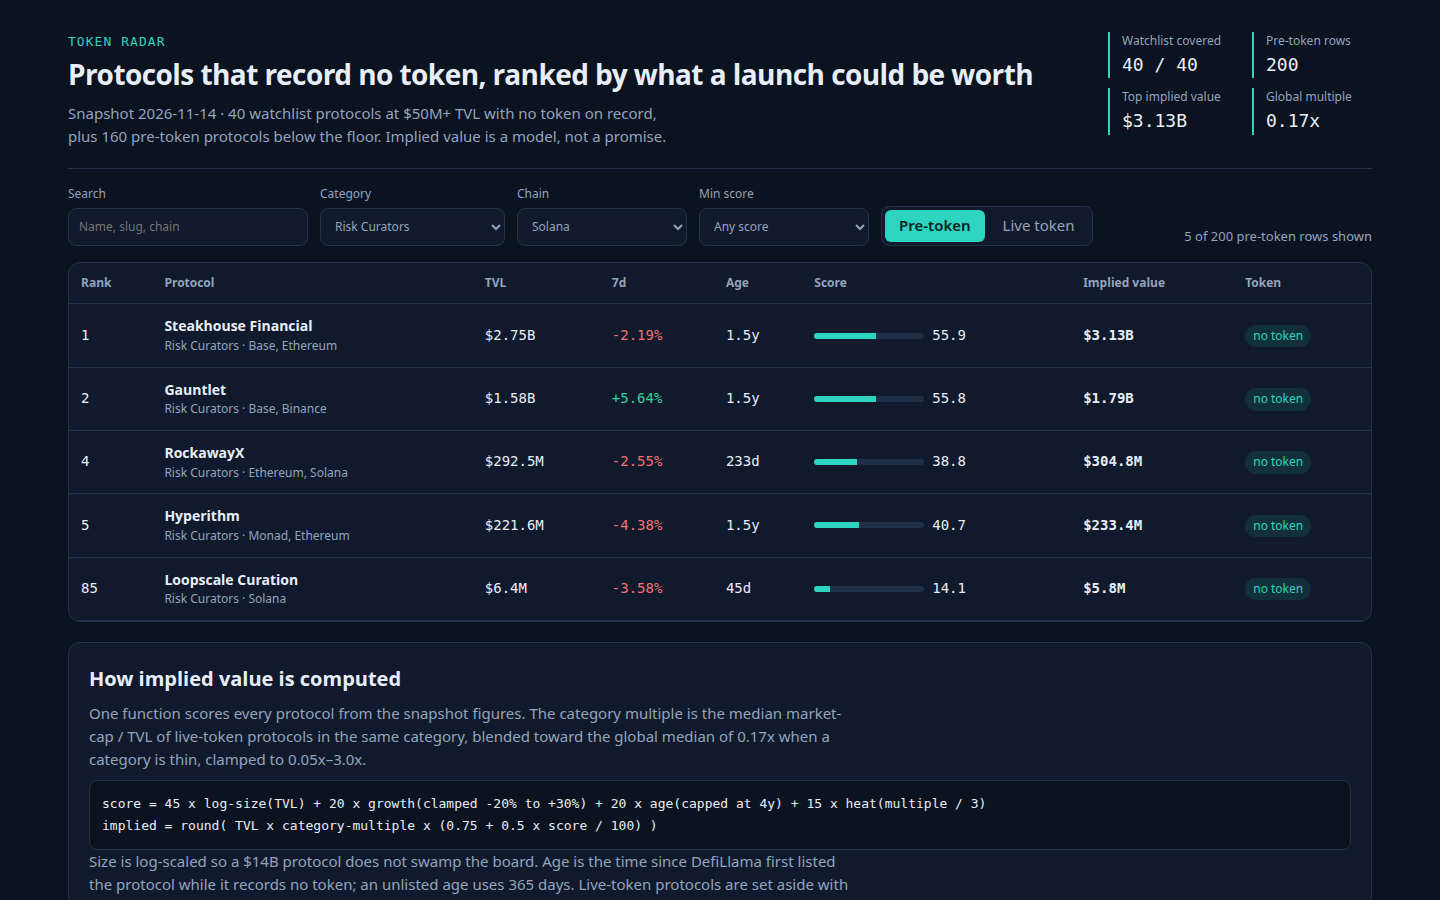 TOKEN RADAR
Protocols that record no token, ranked by what a launch could be worth
Snapshot 2026-11-14 · 40 watchlist protocols at $50M+ TVL with no token on record,
plus 160 pre-token protocols below the floor. Implied value is a model, not a promise.
Watchlist covered
40 / 40
Pre-token rows
200
Top implied value
$3.13B
Global multiple
0.17x
Search
Name, slug, chain
Category
Risk Curators
Chain
Solana
Min score
Any score
Pre-token
Live token
5 of 200 pre-token rows shown
Rank Protocol TVL 7d Age Score Implied value Token
1 Steakhouse Financial $2.75B -2.19% 1.5y 55.9 $3.13B no token
Risk Curators · Base, Ethereum
2 Gauntlet $1.58B +5.64% 1.5y 55.8 $1.79B no token
Risk Curators · Base, Binance
4 RockawayX $292.5M -2.55% 233d 38.8 $304.8M no token
Risk Curators · Ethereum, Solana
5 Hyperithm $221.6M -4.38% 1.5y 40.7 $233.4M no token
Risk Curators · Monad, Ethereum
85 Loopscale Curation $6.4M -3.58% 45d 14.1 $5.8M no token
Risk Curators · Solana
How implied value is computed
One function scores every protocol from the snapshot figures. The category multiple is the median market-
cap / TVL of live-token protocols in the same category, blended toward the global median of 0.17x when a
category is thin, clamped to 0.05x–3.0x.
score = 45 x log-size(TVL) + 20 x growth(clamped -20% to +30%) + 20 x age(capped at 4y) + 15 x heat(multiple / 3)
implied = round( TVL x category-multiple x (0.75 + 0.5 x score / 100) )
Size is log-scaled so a $14B protocol does not swamp the board. Age is the time since DefiLlama first listed
the protocol while it records no token; an unlisted age uses 365 days. Live-token protocols are set aside with